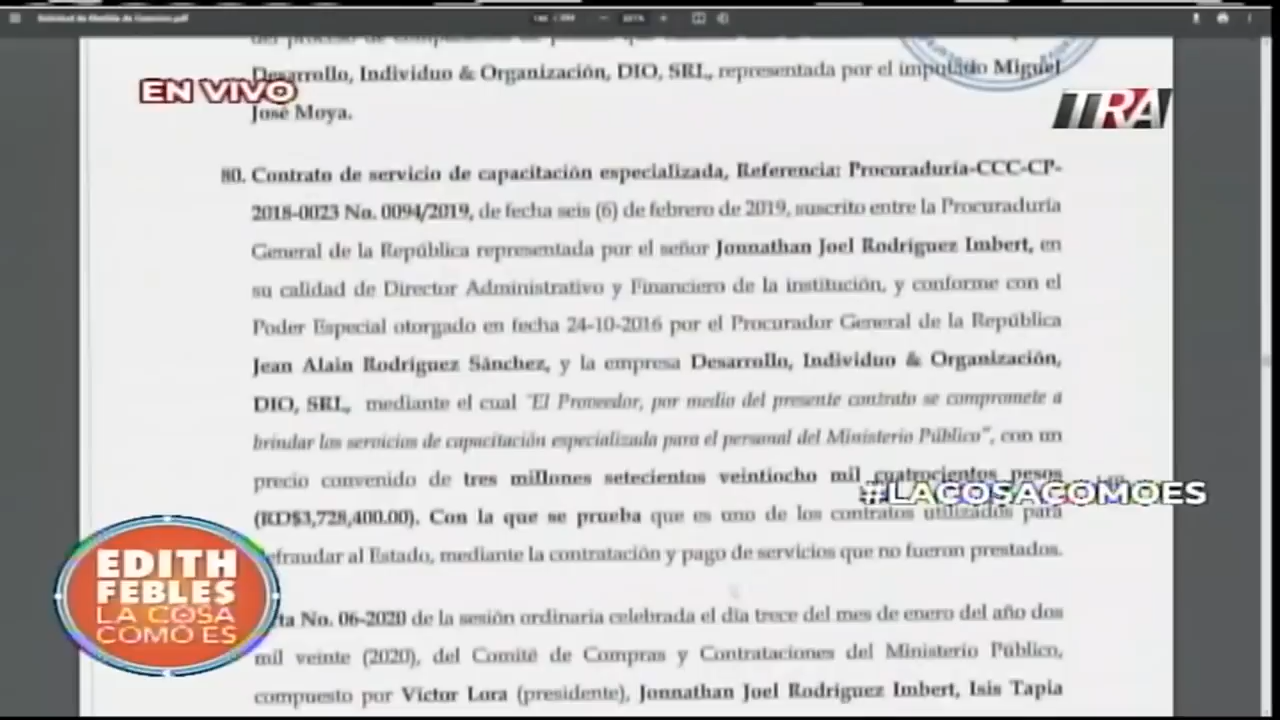 Solicitud de Medida de Coercion.pdf
Desarrollo, Individuo & Organización, DIO, SRL, representada por el imputado Miguel
José Moya.
EN VIVO
TRA
80. Contrato de servicio de capacitación especializada, Referencia: Procuraduría-CCC-CP-
2018-0023 No. 0094/2019, de fecha seis (6) de febrero de 2019, suscrito entre la Procuraduría
General de la República representada por el señor Jonnathan Joel Rodríguez Imbert, en
su calidad de Director Administrativo y Financiero de la institución, y conforme con el
Poder Especial otorgado en fecha 24-10-2016 por el Procurador General de la República
Jean Alain Rodríguez Sánchez, y la empresa Desarrollo, Individuo & Organización,
DIO, SRL, mediante el cual "El Proveedor, por medio del presente contrato se compromete a
brindar los servicios de capacitación especializada para el personal del Ministerio Público", con un
precio convenido de tres millones setecientos veintiocho mil cuatrocientos pesos
(RD$3,728,400.00). Con la que se prueba que es uno de los contratos utilizados para
efraudar al Estado, mediante la contratación y pago de servicios que no fueron prestados.
#LACOSACOMOES
ta No. 06-2020 de la sesión ordinaria celebrada el día trece del mes de enero del año dos
mil veinte (2020), del Comité de Compras y Contrataciones del Ministerio Público,
compuesto por Víctor Lora (presidente), Jonnathan Joel Rodríguez Imbert, Isis Tapia
EDITH
FEBLES
LA COSA
COMO ES